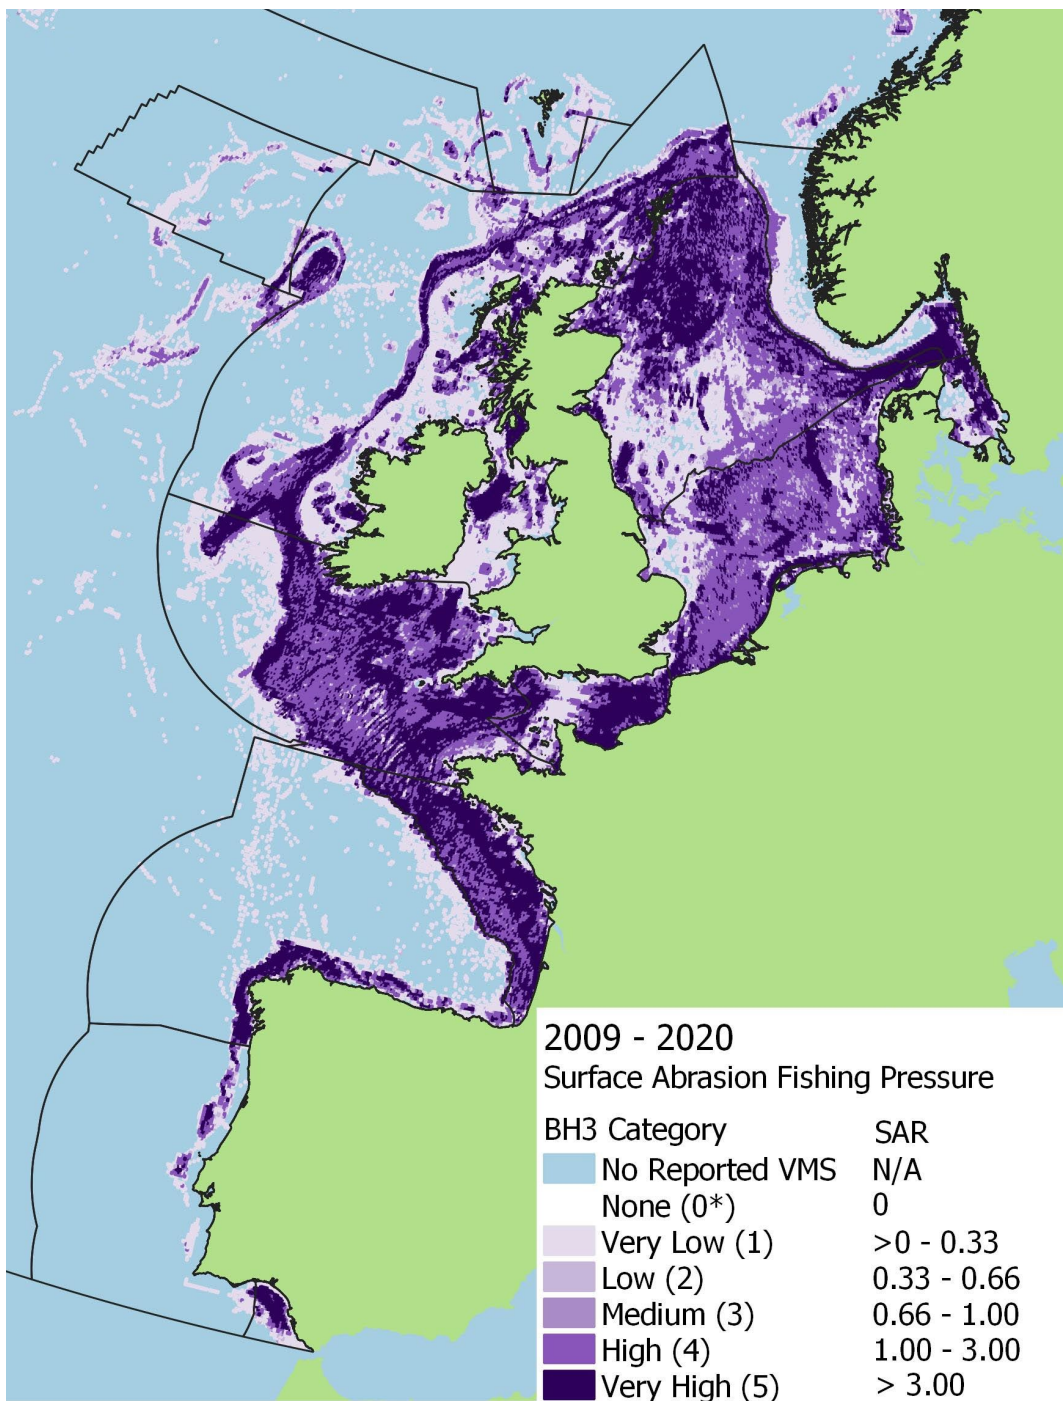 2009 - 2020
Surface Abrasion Fishing Pressure
BH3 Category SAR
No Reported VMS N/A
None (0*) 0
Very Low (1) >0 - 0.33
Low (2) 0.33 - 0.66
Medium (3) 0.66 - 1.00
High (4) 1.00 - 3.00
Very High (5) > 3.00